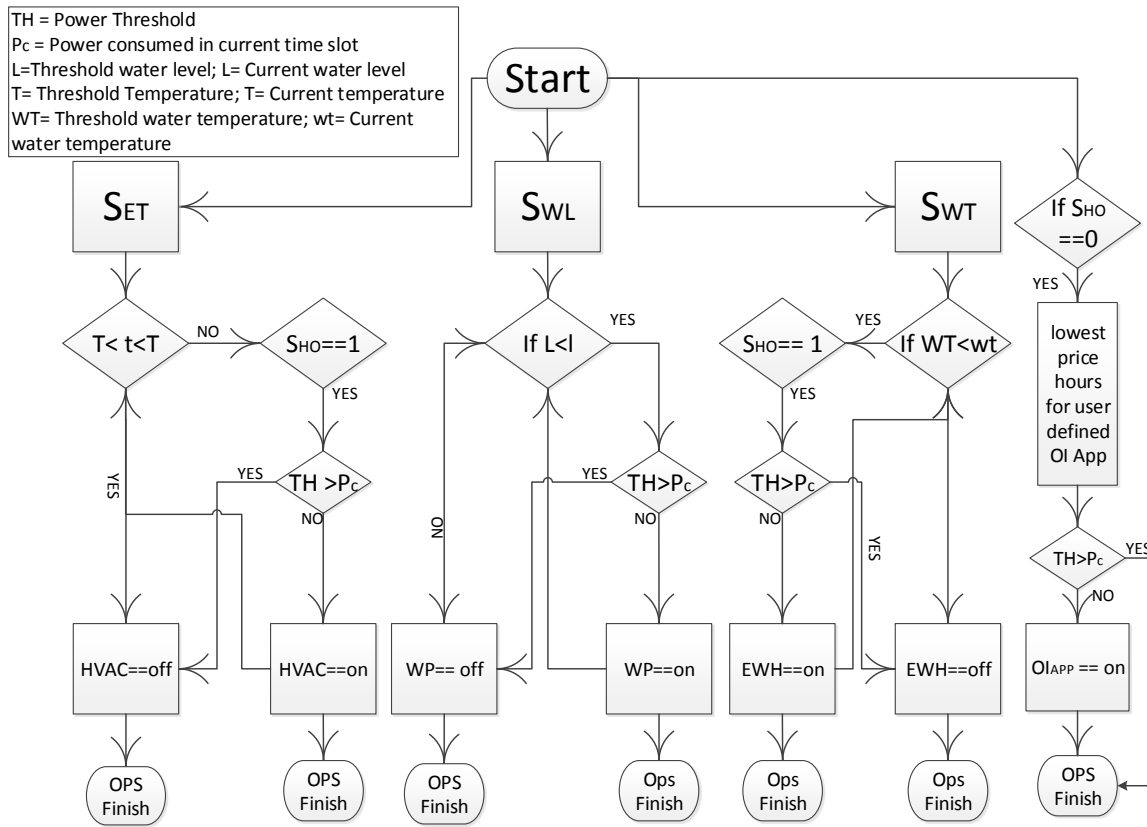 TH = Power Threshold
Pc = Power consumed in current time slot
L=Threshold water level; L= Current water level
T= Threshold Temperature; T= Current temperature
WT= Threshold water temperature; wt= Current
water temperature
Start
SET
SWL
SWT
If SHO
==0
YES
T< t<T
NO
SHO==1
If L<l
YES
SHO== 1
YES
If WT<wt
lowest
price
hours
for user
defined
OI App
YES
YES
YES
YES
TH >Pc
NO
ON
YES
TH>Pc
NO
TH>Pc
NO
YES
TH>Pc
YES
NO
HVAC==off
HVAC==on
WP== off
WP==on
EWH==on
EWH==off
OIAPP == on
OPS
Finish
OPS
Finish
OPS
Finish
Ops
Finish
Ops
Finish
Ops
Finish
OPS
Finish